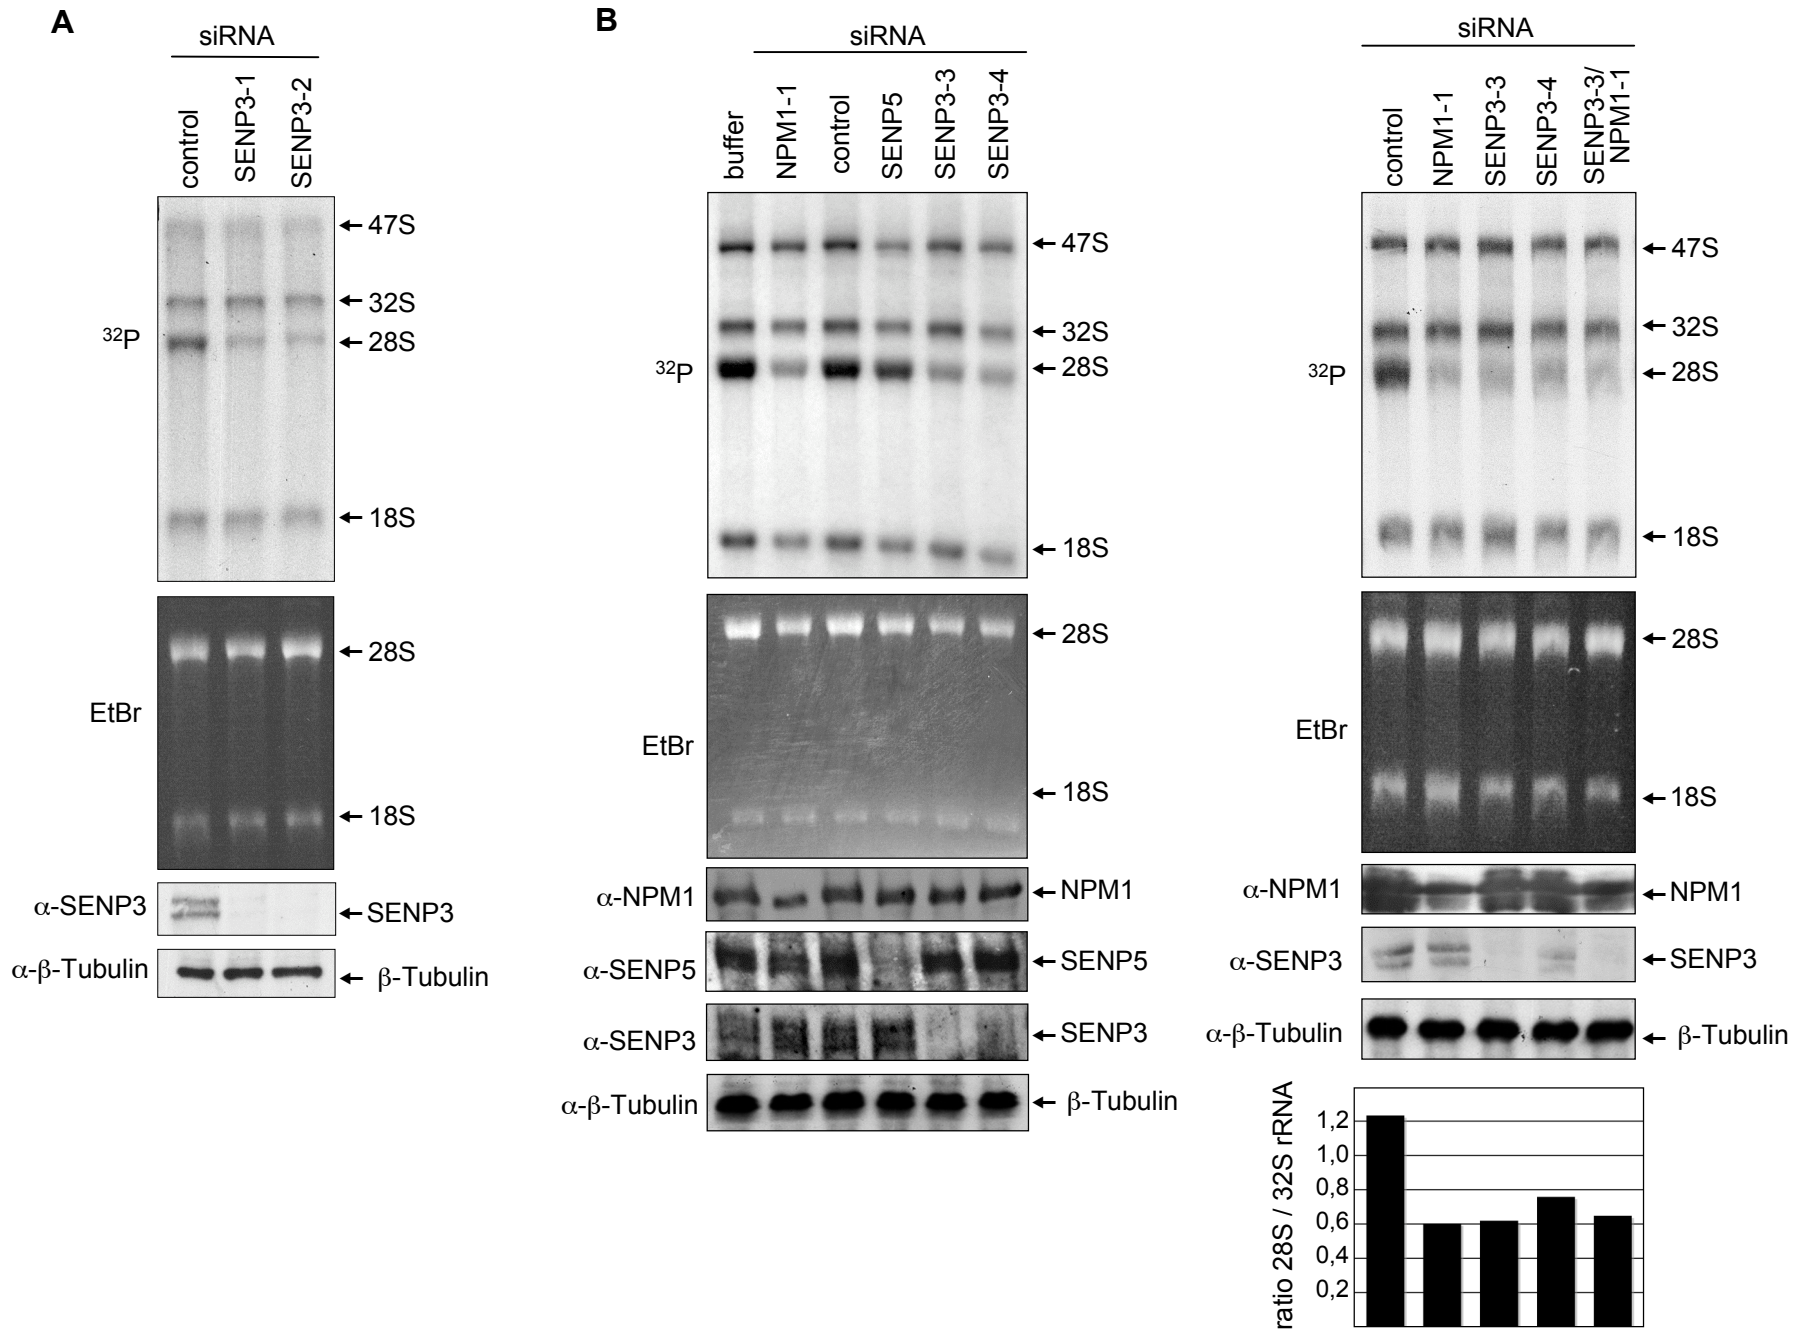 A
siRNA
control
SENP3-1
SENP3-2
47S
32S
32P
28S
18S
28S
EtBr
18S
α-SENP3
SENP3
α-β-Tubulin
β-Tubulin
B
siRNA
buffer
NPM1-1
control
SENP5
SENP3-3
SENP3-4
47S
32S
32P
28S
18S
28S
EtBr
18S
α-NPM1
NPM1
α-SENP5
SENP5
α-SENP3
SENP3
α-β-Tubulin
β-Tubulin
siRNA
control
NPM1-1
SENP3-3
SENP3-4
SENP3-3/
NPM1-1
47S
32S
32P
28S
18S
28S
EtBr
18S
α-NPM1
NPM1
α-SENP3
SENP3
α-β-Tubulin
β-Tubulin
ratio 28S / 32S rRNA
1,2
1,0
0,8
0,6
0,4
0,2